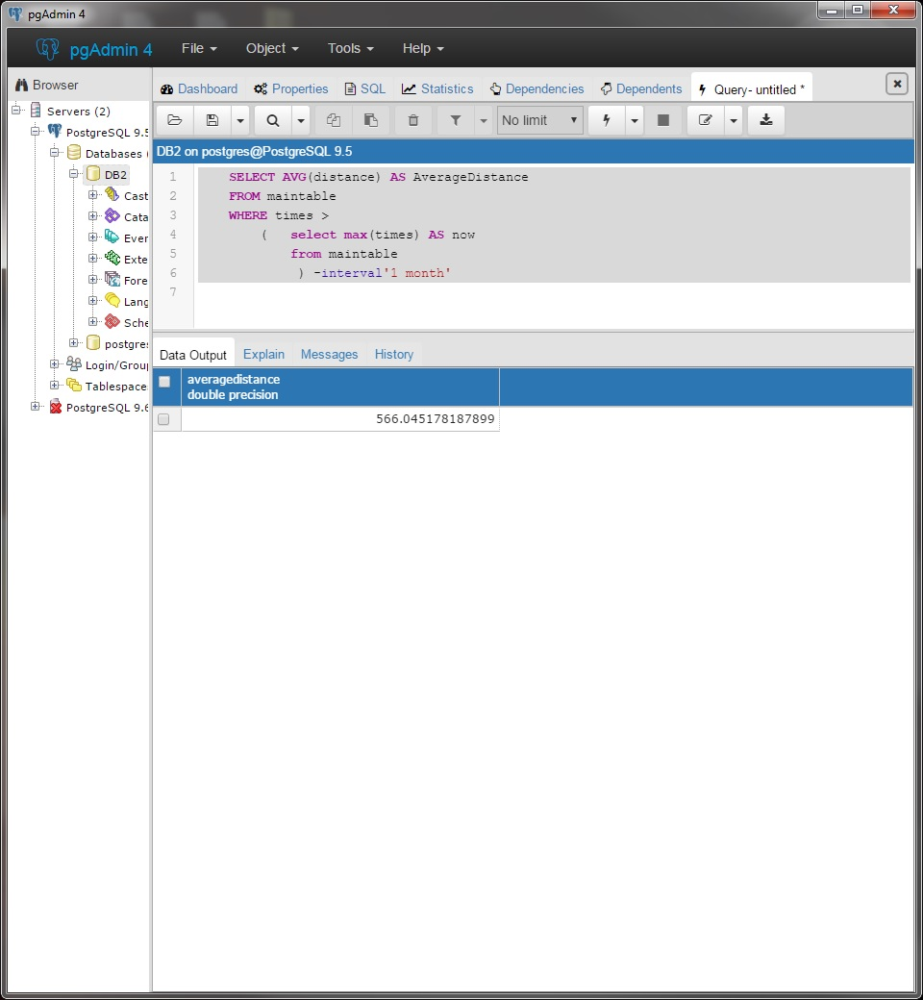 pgAdmin 4
pgAdmin 4 File Object Tools Help
Browser
Dashboard Properties SQL Statistics Dependencies Dependents Query- untitled *
Servers (2)
PostgreSQL 9.5
Databases (
DB2
Cast
Cata
Even
Exte
Fore
Lang
Sche
postgres
Login/Group
Tablespace
PostgreSQL 9.6
No limit
DB2 on postgres@PostgreSQL 9.5
1 SELECT AVG(distance) AS AverageDistance
2 FROM maintable
3 WHERE times >
4 ( select max(times) AS now
5 from maintable
6 ) -interval'1 month'
7
Data Output Explain Messages History
averagedistance
double precision
566.045178187899